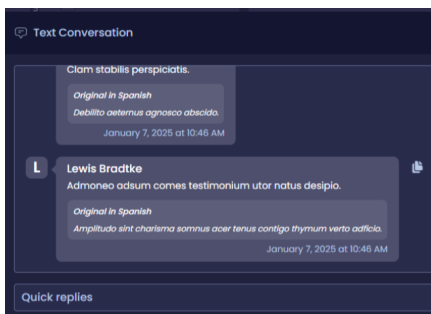 Text Conversation
Clam stabilis perspiciatis.
Original in Spanish
Debilito aeternus agnosco abscido.
January 7, 2025 at 10:46 AM
L
Lewis Bradtke
Admoneo adsum comes testimonium utor natus desipio.
Original in Spanish
Amplitudo sint charisma somnus acer tenus contigo thymum verto adficio.
January 7, 2025 at 10:46 AM
Quick replies